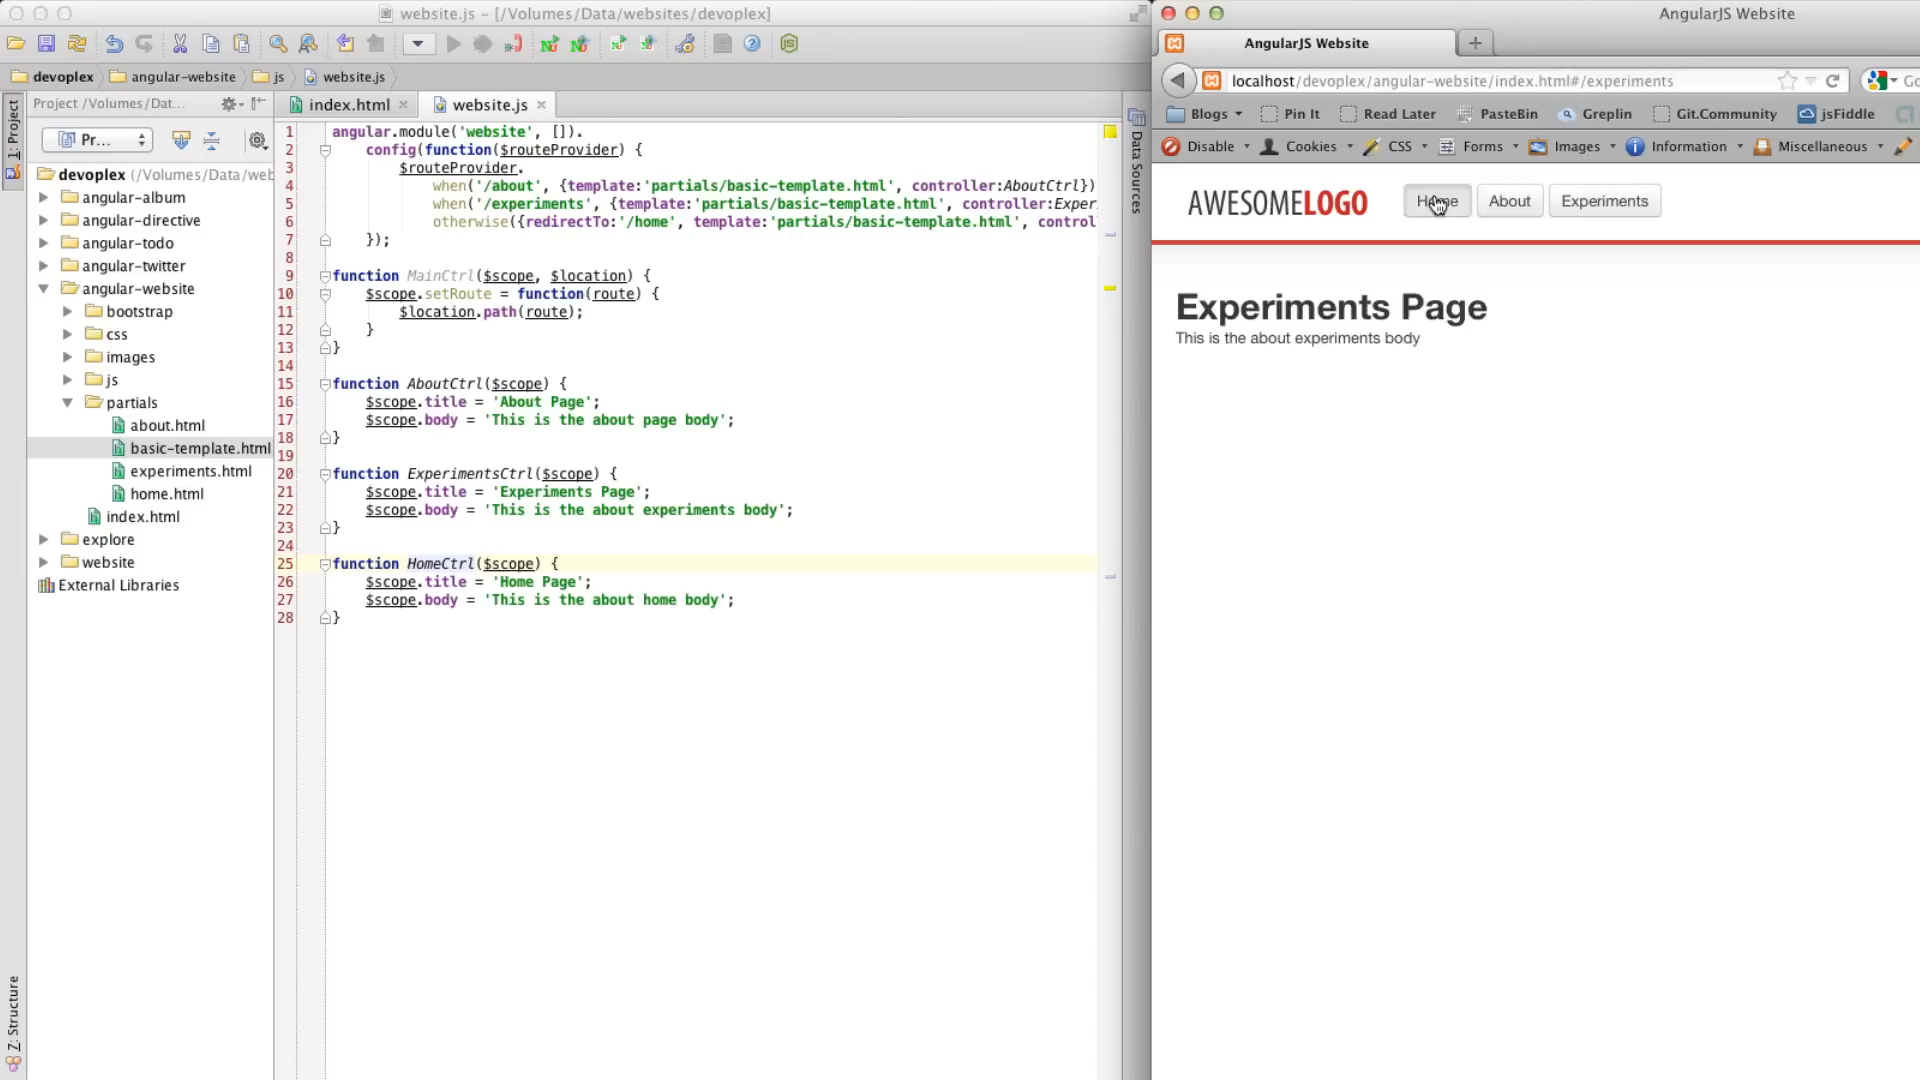 website.js – [/Volumes/Data/websites/devoplex]
devoplex angular-website js website.js
Project /Volumes/Dat...
Pr...
1: Project
Z: Structure
devoplex (/Volumes/Data/web
angular-album
angular-directive
angular-todo
angular-twitter
angular-website
bootstrap
css
images
js
partials
about.html
basic-template.html
experiments.html
home.html
index.html
explore
website
External Libraries
index.html website.js
1 angular.module('website', []).
2 config(function($routeProvider) {
3 $routeProvider.
4 when('/about', {template:'partials/basic-template.html', controller:AboutCtrl})
5 when('/experiments', {template:'partials/basic-template.html', controller:Exper
6 otherwise({redirectTo:'/home', template:'partials/basic-template.html', control
7 });
8
9 function MainCtrl($scope, $location) {
10 $scope.setRoute = function(route) {
11 $location.path(route);
12 }
13 }
14
15 function AboutCtrl($scope) {
16 $scope.title = 'About Page';
17 $scope.body = 'This is the about page body';
18 }
19
20 function ExperimentsCtrl($scope) {
21 $scope.title = 'Experiments Page';
22 $scope.body = 'This is the about experiments body';
23 }
24
25 function HomeCtrl($scope) {
26 $scope.title = 'Home Page';
27 $scope.body = 'This is the about home body';
28 }
Data Sources
AngularJS Website
AngularJS Website
localhost/devoplex/angular-website/index.html#/experiments
Go
Blogs Pin It Read Later PasteBin Greplin Git.Community jsFiddle
Disable Cookies CSS Forms Images Information Miscellaneous
AWESOMELOGO Home About Experiments
Experiments Page
This is the about experiments body